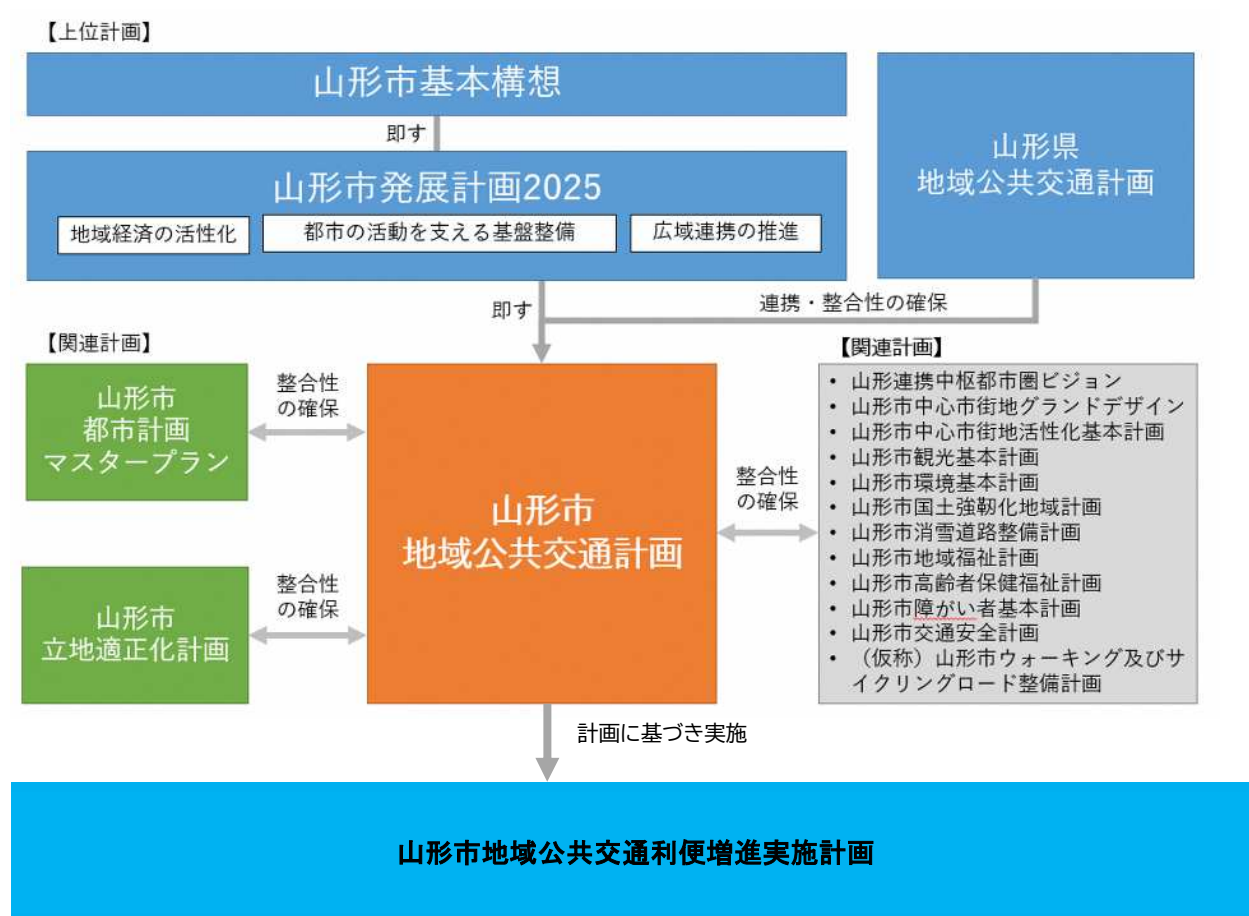 【上位計画】
山形市基本構想
即す
山形市発展計画2025
地域経済の活性化
都市の活動を支える基盤整備
広域連携の推進
山形県
地域公共交通計画
即す
連携・整合性の確保
【関連計画】
山形市
都市計画
マスタープラン
整合性
の確保
山形市
立地適正化計画
整合性
の確保
山形市
地域公共交通計画
整合性
の確保
【関連計画】
• 山形連携中枢都市圏ビジョン
• 山形市中心市街地グランドデザイン
• 山形市中心市街地活性化基本計画
• 山形市観光基本計画
• 山形市環境基本計画
• 山形市国土強靭化地域計画
• 山形市消雪道路整備計画
• 山形市地域福祉計画
• 山形市高齢者保健福祉計画
• 山形市障がい者基本計画
• 山形市交通安全計画
• （仮称）山形市ウォーキング及びサ
イクリングロード整備計画
計画に基づき実施
山形市地域公共交通利便増進実施計画